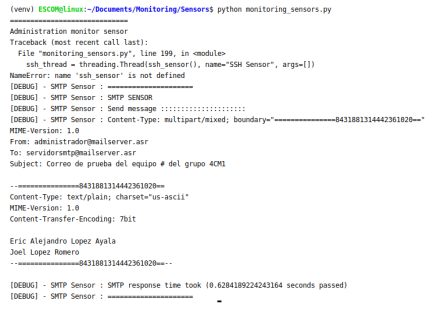 (venv) ESCOM@linux:~/Documents/Monitoring/Sensors$ python monitoring_sensors.py
=============================
Administration monitor sensor
Traceback (most recent call last):
  File "monitoring_sensors.py", line 199, in <module>
    ssh_thread = threading.Thread(ssh_sensor(), name="SSH Sensor", args=[])
NameError: name 'ssh_sensor' is not defined
[DEBUG] - SMTP Sensor : =====================
[DEBUG] - SMTP Sensor : SMTP SENSOR
[DEBUG] - SMTP Sensor : Send message :::::::::::::::::::::
[DEBUG] - SMTP Sensor : Content-Type: multipart/mixed; boundary="===============8431881314442361020=="
MIME-Version: 1.0
From: administrador@mailserver.asr
To: servidorsmtp@mailserver.asr
Subject: Correo de prueba del equipo # del grupo 4CM1

--===============8431881314442361020==
Content-Type: text/plain; charset="us-ascii"
MIME-Version: 1.0
Content-Transfer-Encoding: 7bit

Eric Alejandro Lopez Ayala
Joel Lopez Romero
--===============8431881314442361020==--

[DEBUG] - SMTP Sensor : SMTP response time took (0.6284189224243164 seconds passed)
[DEBUG] - SMTP Sensor : =====================